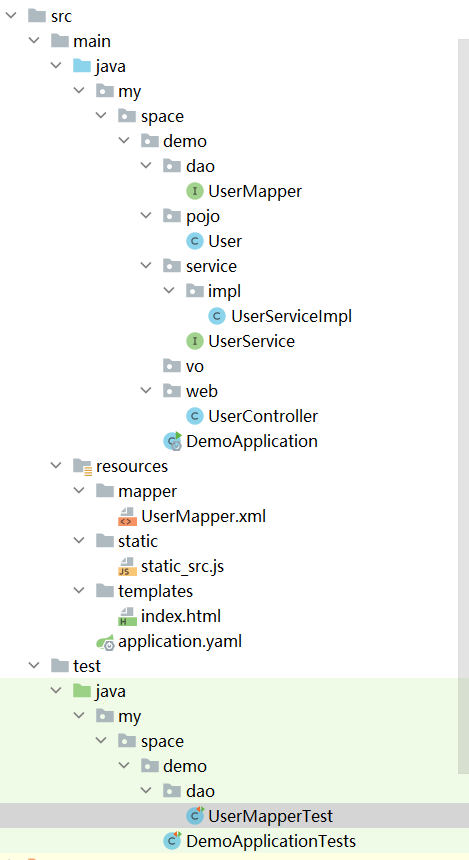 src
main
java
my
space
demo
dao
UserMapper
pojo
User
service
impl
UserServiceImpl
UserService
vo
web
UserController
DemoApplication
resources
mapper
UserMapper.xml
static
static_src.js
templates
index.html
application.yaml
test
java
my
space
demo
dao
UserMapperTest
DemoApplicationTests